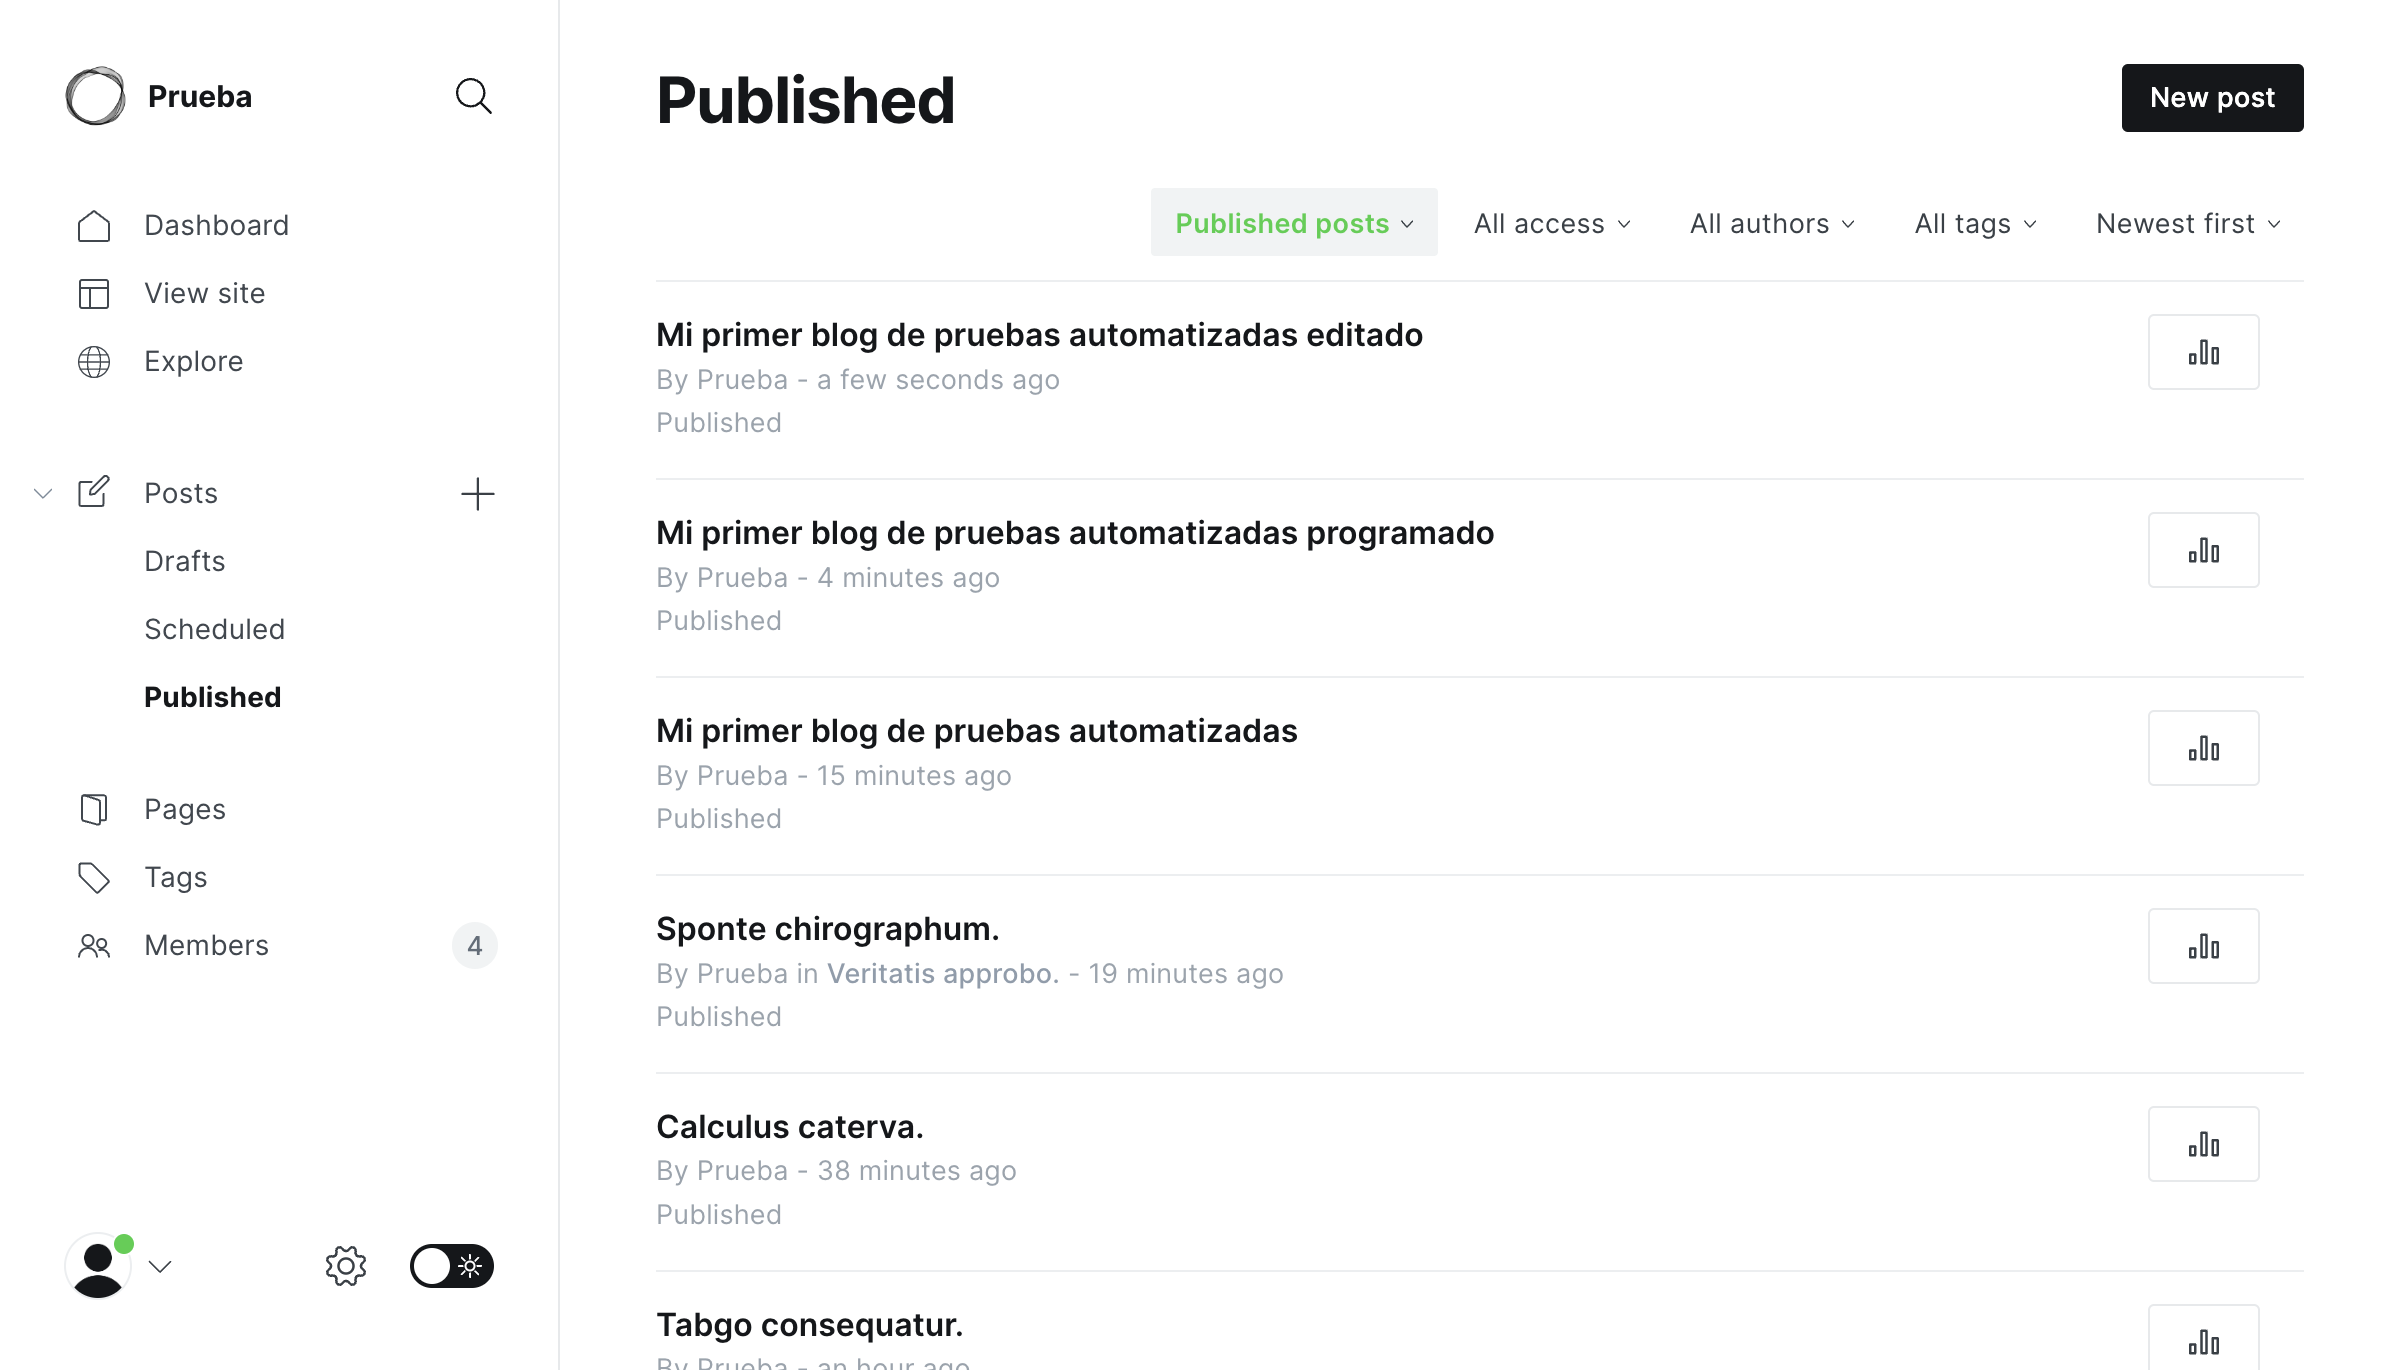 Prueba
Dashboard
View site
Explore
Posts
Drafts
Scheduled
Published
Pages
Tags
Members 4
Published
New post
Published posts All access All authors All tags Newest first
Mi primer blog de pruebas automatizadas editado
By Prueba - a few seconds ago
Published
Mi primer blog de pruebas automatizadas programado
By Prueba - 4 minutes ago
Published
Mi primer blog de pruebas automatizadas
By Prueba - 15 minutes ago
Published
Sponte chirographum.
By Prueba in Veritatis approbo. - 19 minutes ago
Published
Calculus caterva.
By Prueba - 38 minutes ago
Published
Tabgo consequatur.
By Prueba - an hour ago